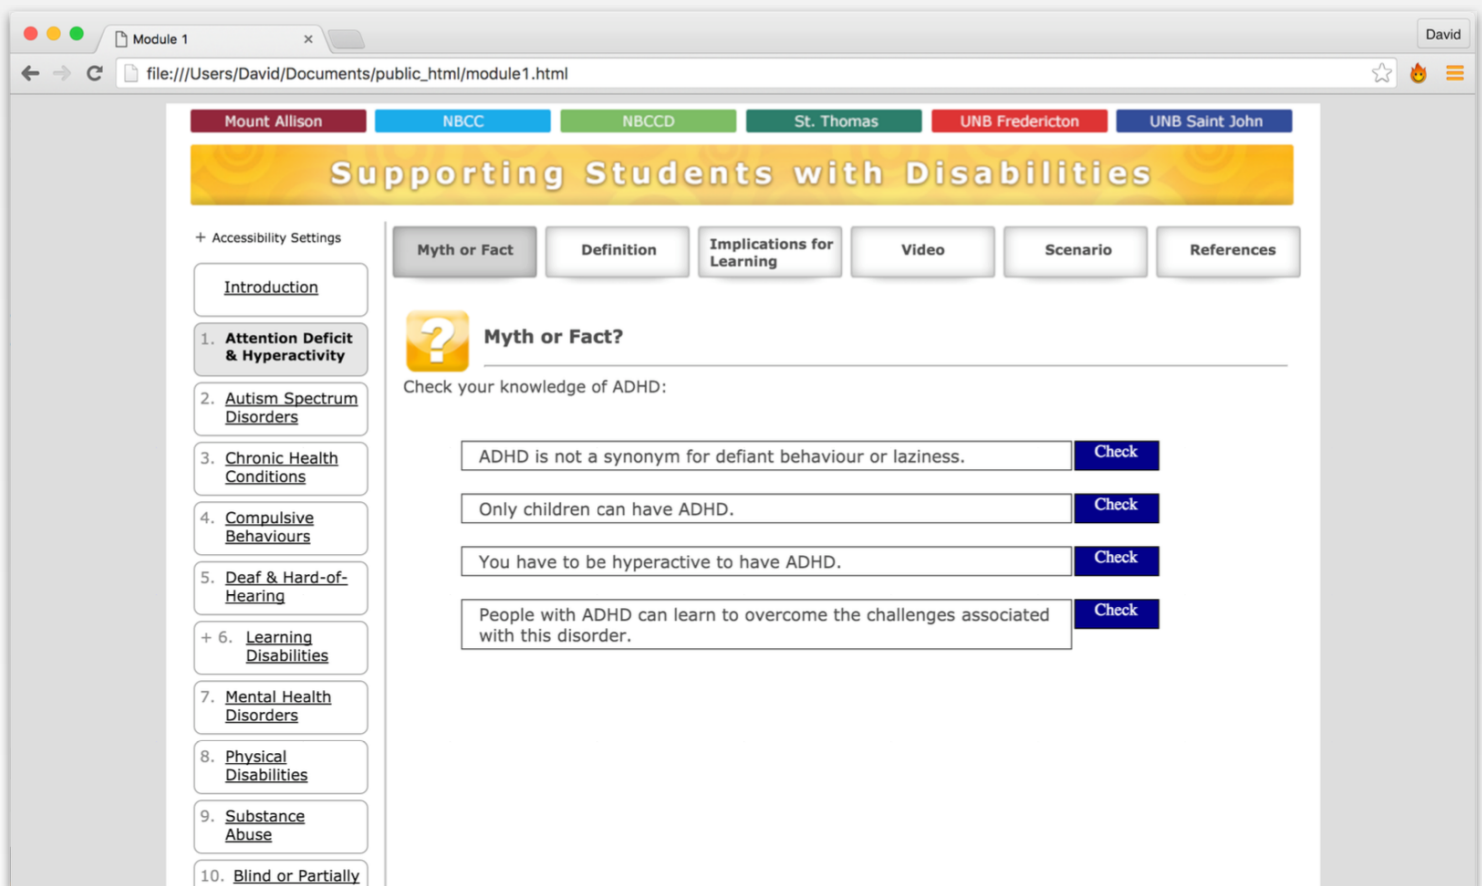 Module 1
David
file:///Users/David/Documents/public_html/module1.html
Mount Allison
NBCC
NBCCD
St. Thomas
UNB Fredericton
UNB Saint John
Supporting Students with Disabilities
+ Accessibility Settings
Introduction
1. Attention Deficit
& Hyperactivity
2. Autism Spectrum
Disorders
3. Chronic Health
Conditions
4. Compulsive
Behaviours
5. Deaf & Hard-of-
Hearing
+ 6. Learning
Disabilities
7. Mental Health
Disorders
8. Physical
Disabilities
9. Substance
Abuse
10. Blind or Partially
Myth or Fact
Definition
Implications for
Learning
Video
Scenario
References
?
Myth or Fact?
Check your knowledge of ADHD:
ADHD is not a synonym for defiant behaviour or laziness.
Check
Only children can have ADHD.
Check
You have to be hyperactive to have ADHD.
Check
People with ADHD can learn to overcome the challenges associated
with this disorder.
Check